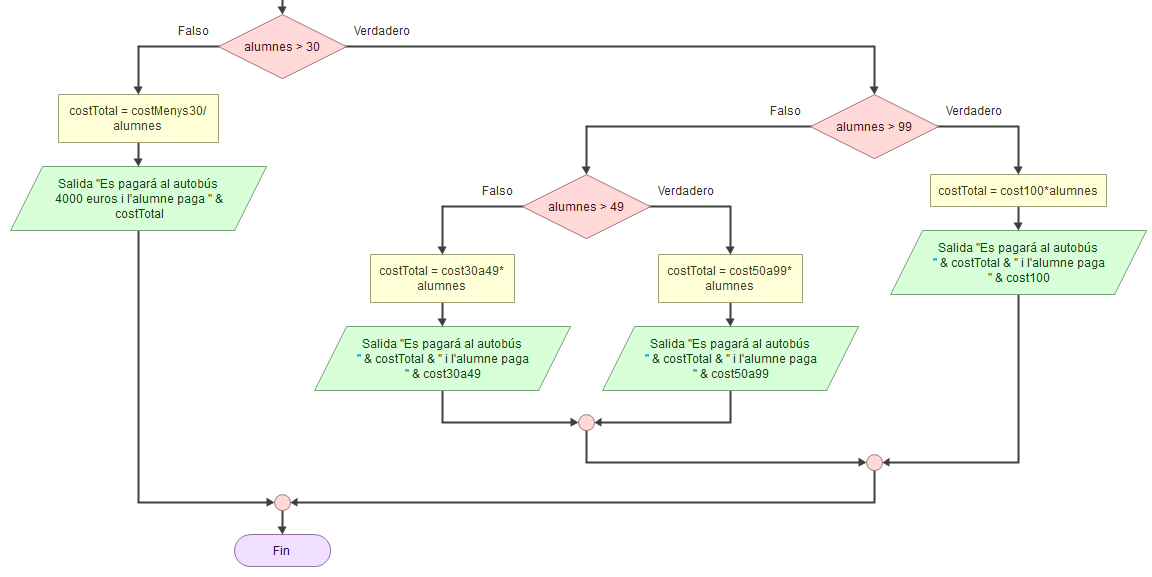 Falso
Verdadero
alumnes > 30
costTotal = costMenys30/
alumnes
Salida "Es pagará al autobús
4000 euros i l'alumne paga " &
costTotal
Falso
Verdadero
alumnes > 99
Falso
Verdadero
alumnes > 49
costTotal = cost100*alumnes
Salida "Es pagará al autobús
" & costTotal & " i l'alumne paga
" & cost100
costTotal = cost30a49*
alumnes
costTotal = cost50a99*
alumnes
Salida "Es pagará al autobús
" & costTotal & " i l'alumne paga
" & cost30a49
Salida "Es pagará al autobús
" & costTotal & " i l'alumne paga
" & cost50a99
Fin